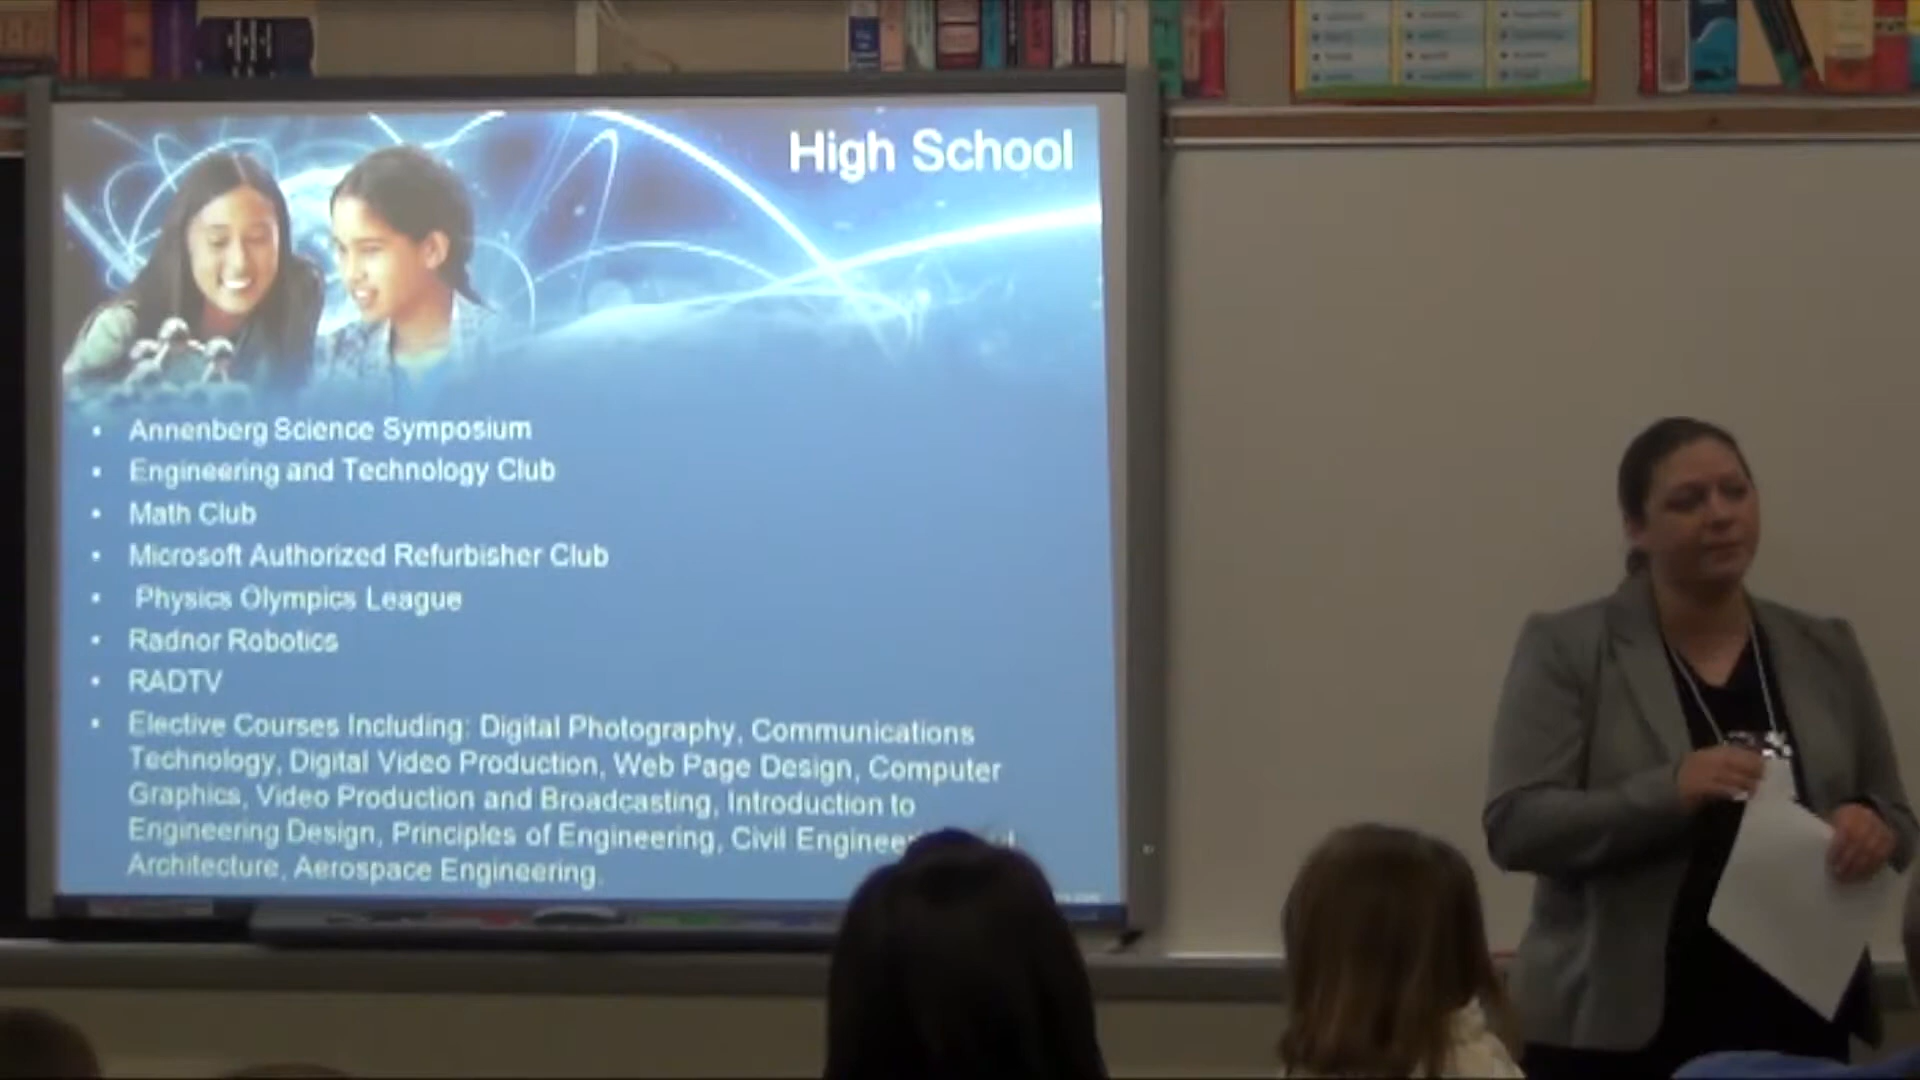 High School
• Annenberg Science Symposium
• Engineering and Technology Club
• Math Club
• Microsoft Authorized Refurbisher Club
• Physics Olympics League
• Radnor Robotics
• RADTV
• Elective Courses Including: Digital Photography, Communications
Technology, Digital Video Production, Web Page Design, Computer
Graphics, Video Production and Broadcasting, Introduction to
Engineering Design, Principles of Engineering, Civil
Architecture, Aerospace Engineering.